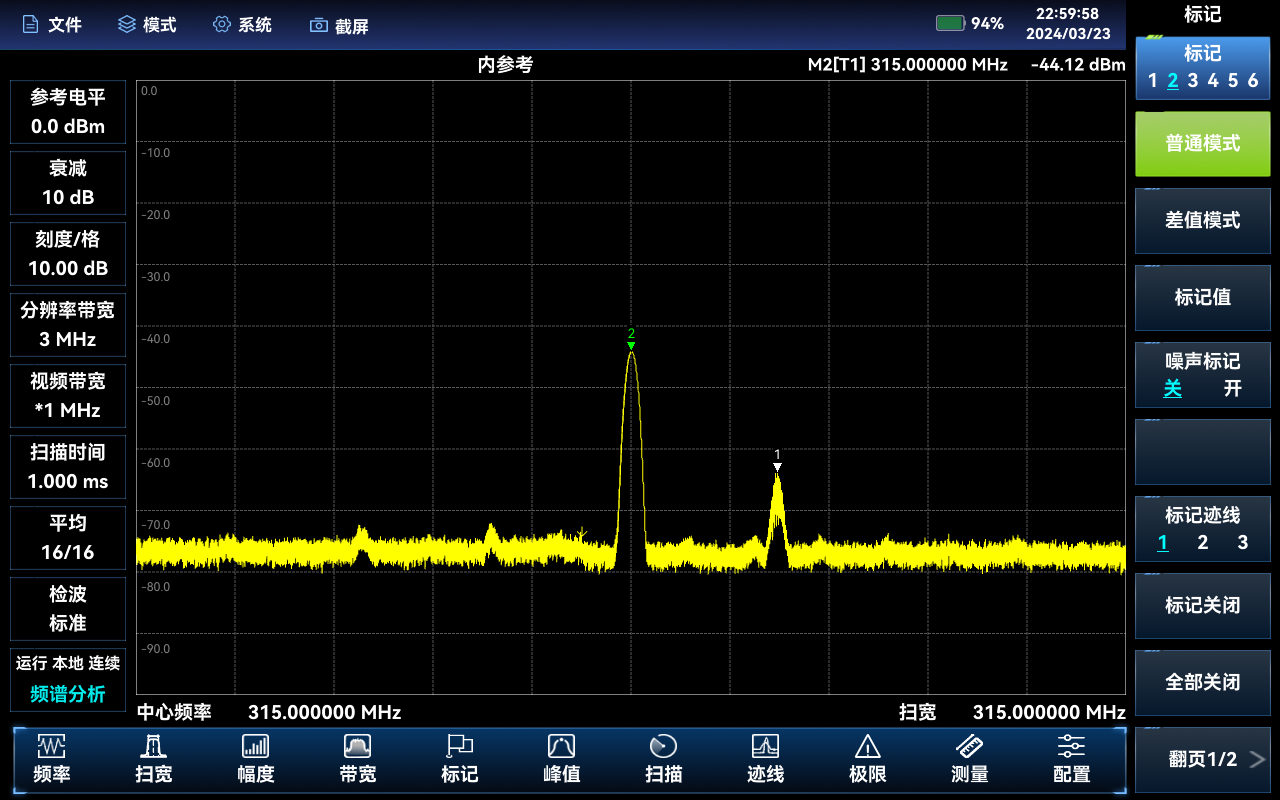 文件 模式 系统 截屏 94% 22:59:58
2024/03/23
标记
内参考 M2[T1] 315.000000 MHz -44.12 dBm
参考电平
0.0 dBm
衰减
10 dB
刻度/格
10.00 dB
分辨率带宽
3 MHz
视频带宽
*1 MHz
扫描时间
1.000 ms
平均
16/16
检波
标准
运行 本地 连续
频谱分析
0.0
-10.0
-20.0
-30.0
-40.0
-50.0
-60.0
-70.0
-80.0
-90.0
2
1
中心频率 315.000000 MHz 扫宽 315.000000 MHz
标记
1 2 3 4 5 6
普通模式
差值模式
标记值
噪声标记
关 开
标记迹线
1 2 3
标记关闭
全部关闭
翻页1/2 >
频率 扫宽 幅度 带宽 标记 峰值 扫描 迹线 极限 测量 配置